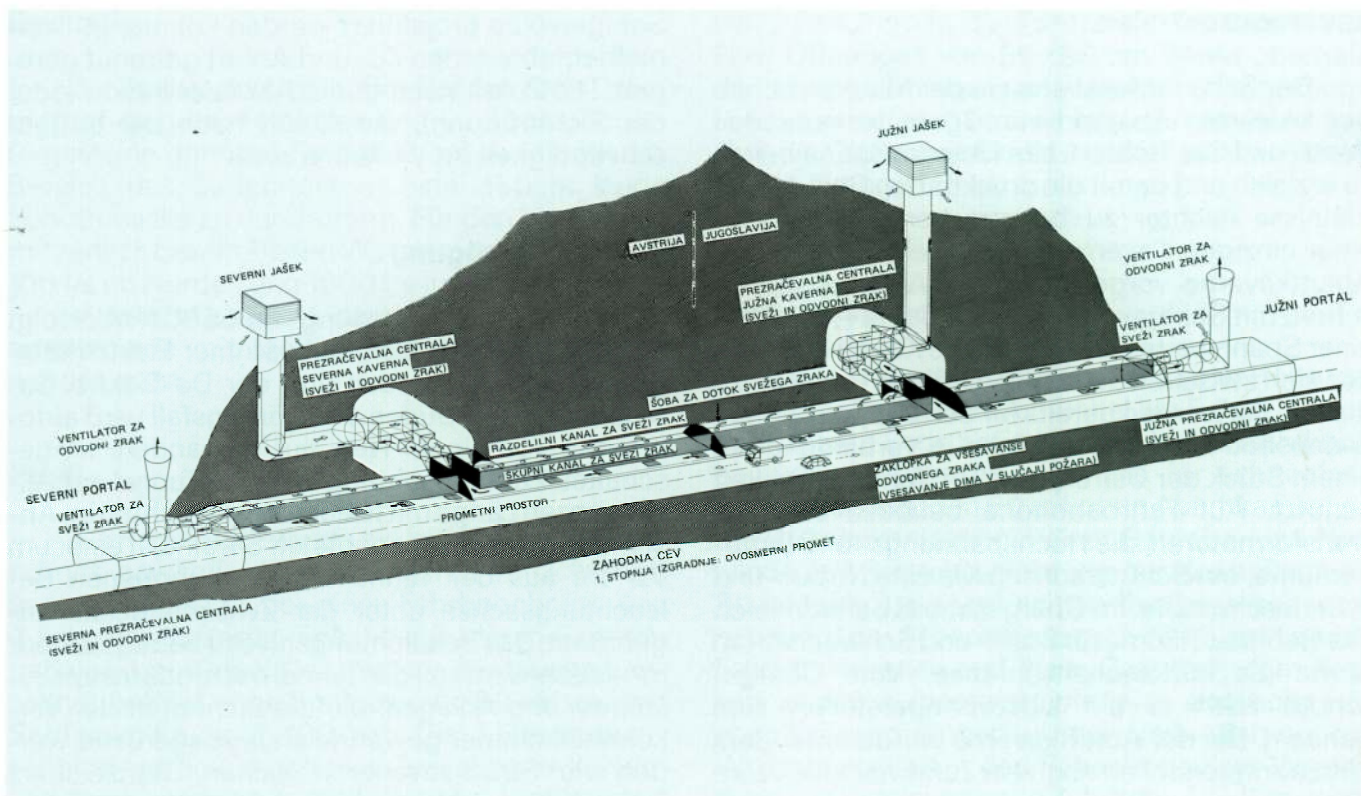 JUŽNI JAŠEK
AVSTRIJA
JUGOSLAVIJA
SEVERNI JAŠEK
VENTILATOR ZA
ODVODNI ZRAK
PREZRAČEVALNA CENTRALA
JUŽNA KAVERNA
(SVEŽI IN ODVODNI ZRAK)
JUŽNI PORTAL
VENTILATOR ZA
SVEŽI ZRAK
PREZRAČEVALNA CENTRALA
SEVERNA KAVERNA
(SVEŽI IN ODVODNI ZRAK)
ŠOBA ZA DOTOK SVEŽEGA ZRAKA
RAZDELILNI KANAL ZA SVEŽI ZRAK
SKUPNI KANAL ZA SVEŽI ZRAK
VENTILATOR ZA
ODVODNI ZRAK
JUŽNA PREZRAČEVALNA CENTRALA
(SVEŽI IN ODVODNI ZRAK)
ZAKLOPKA ZA VSESAVANSE
ODVODNEGA ZRAKA
(VSESAVANJE DIMA V SLUČAJU POŽARA)
SEVERNI PORTAL
VENTILATOR ZA
SVEŽI ZRAK
PROMETNI PROSTOR
ZAHODNA CEV
1. STOPNJA IZGRADNJE: DVOSMERNI PROMET
SEVERNA PREZRAČEVALNA CENTRALA
(SVEŽI IN ODVODNI ZRAK)